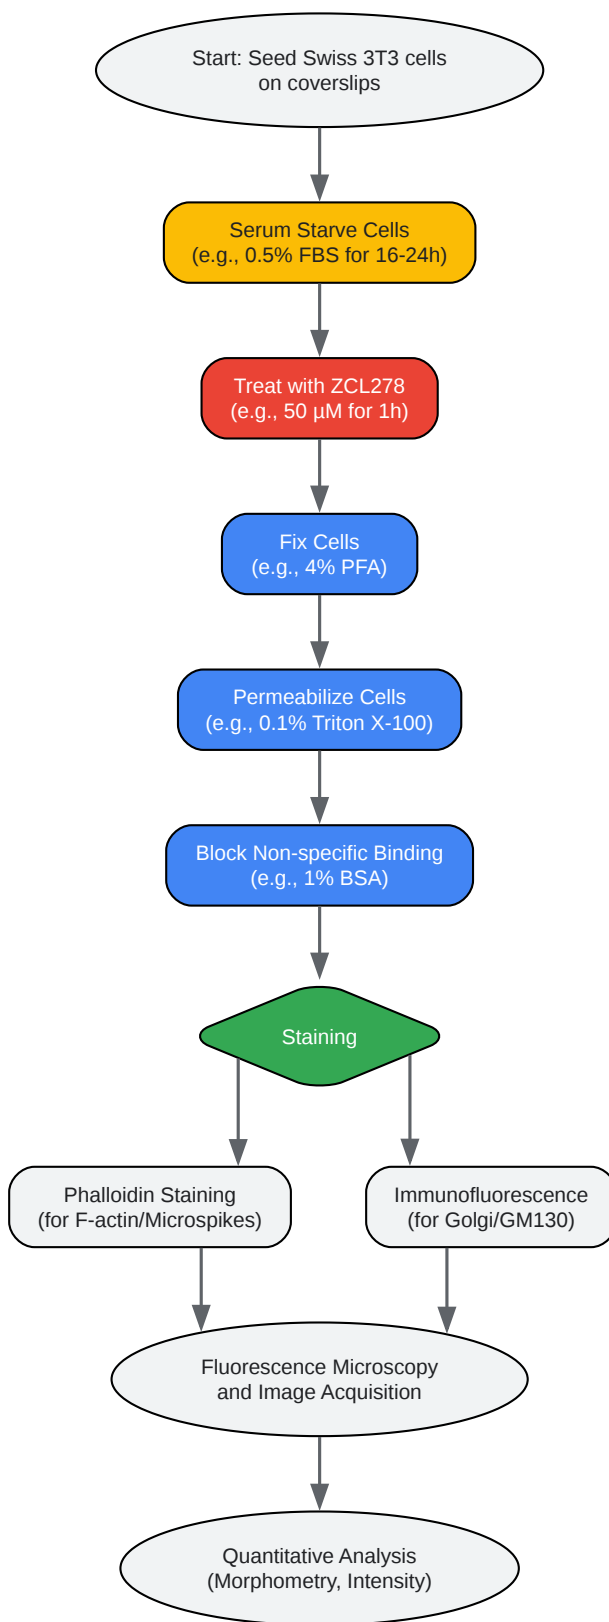 Start: Seed Swiss 3T3 cells
on coverslips
Serum Starve Cells
(e.g., 0.5% FBS for 16-24h)
Treat with ZCL278
(e.g., 50 µM for 1h)
Fix Cells
(e.g., 4% PFA)
Permeabilize Cells
(e.g., 0.1% Triton X-100)
Block Non-specific Binding
(e.g., 1% BSA)
Staining
Phalloidin Staining
(for F-actin/Microspikes)
Immunofluorescence
(for Golgi/GM130)
Fluorescence Microscopy
and Image Acquisition
Quantitative Analysis
(Morphometry, Intensity)